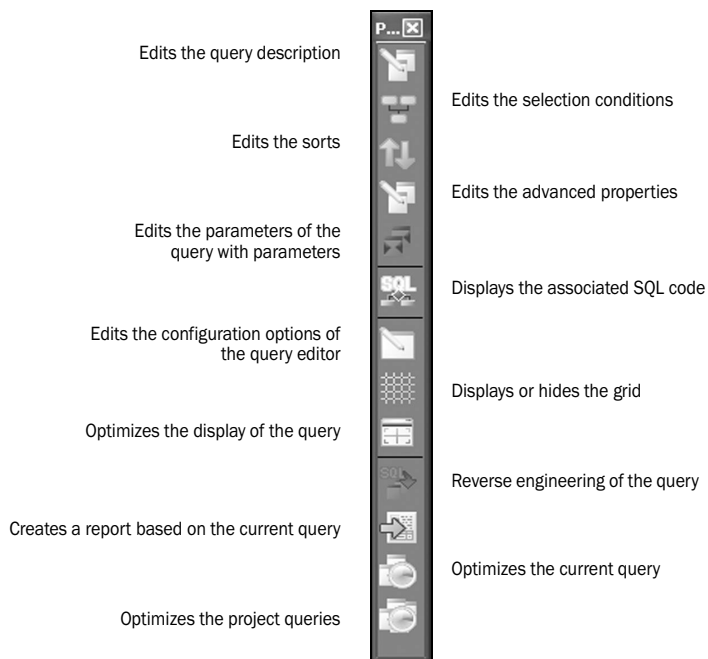 P...
Edits the query description
Edits the selection conditions
Edits the sorts
Edits the advanced properties
Edits the parameters of the
query with parameters
SQL
Displays the associated SQL code
Edits the configuration options of
the query editor
Displays or hides the grid
Optimizes the display of the query
SQL
Reverse engineering of the query
Creates a report based on the current query
Optimizes the current query
Optimizes the project queries